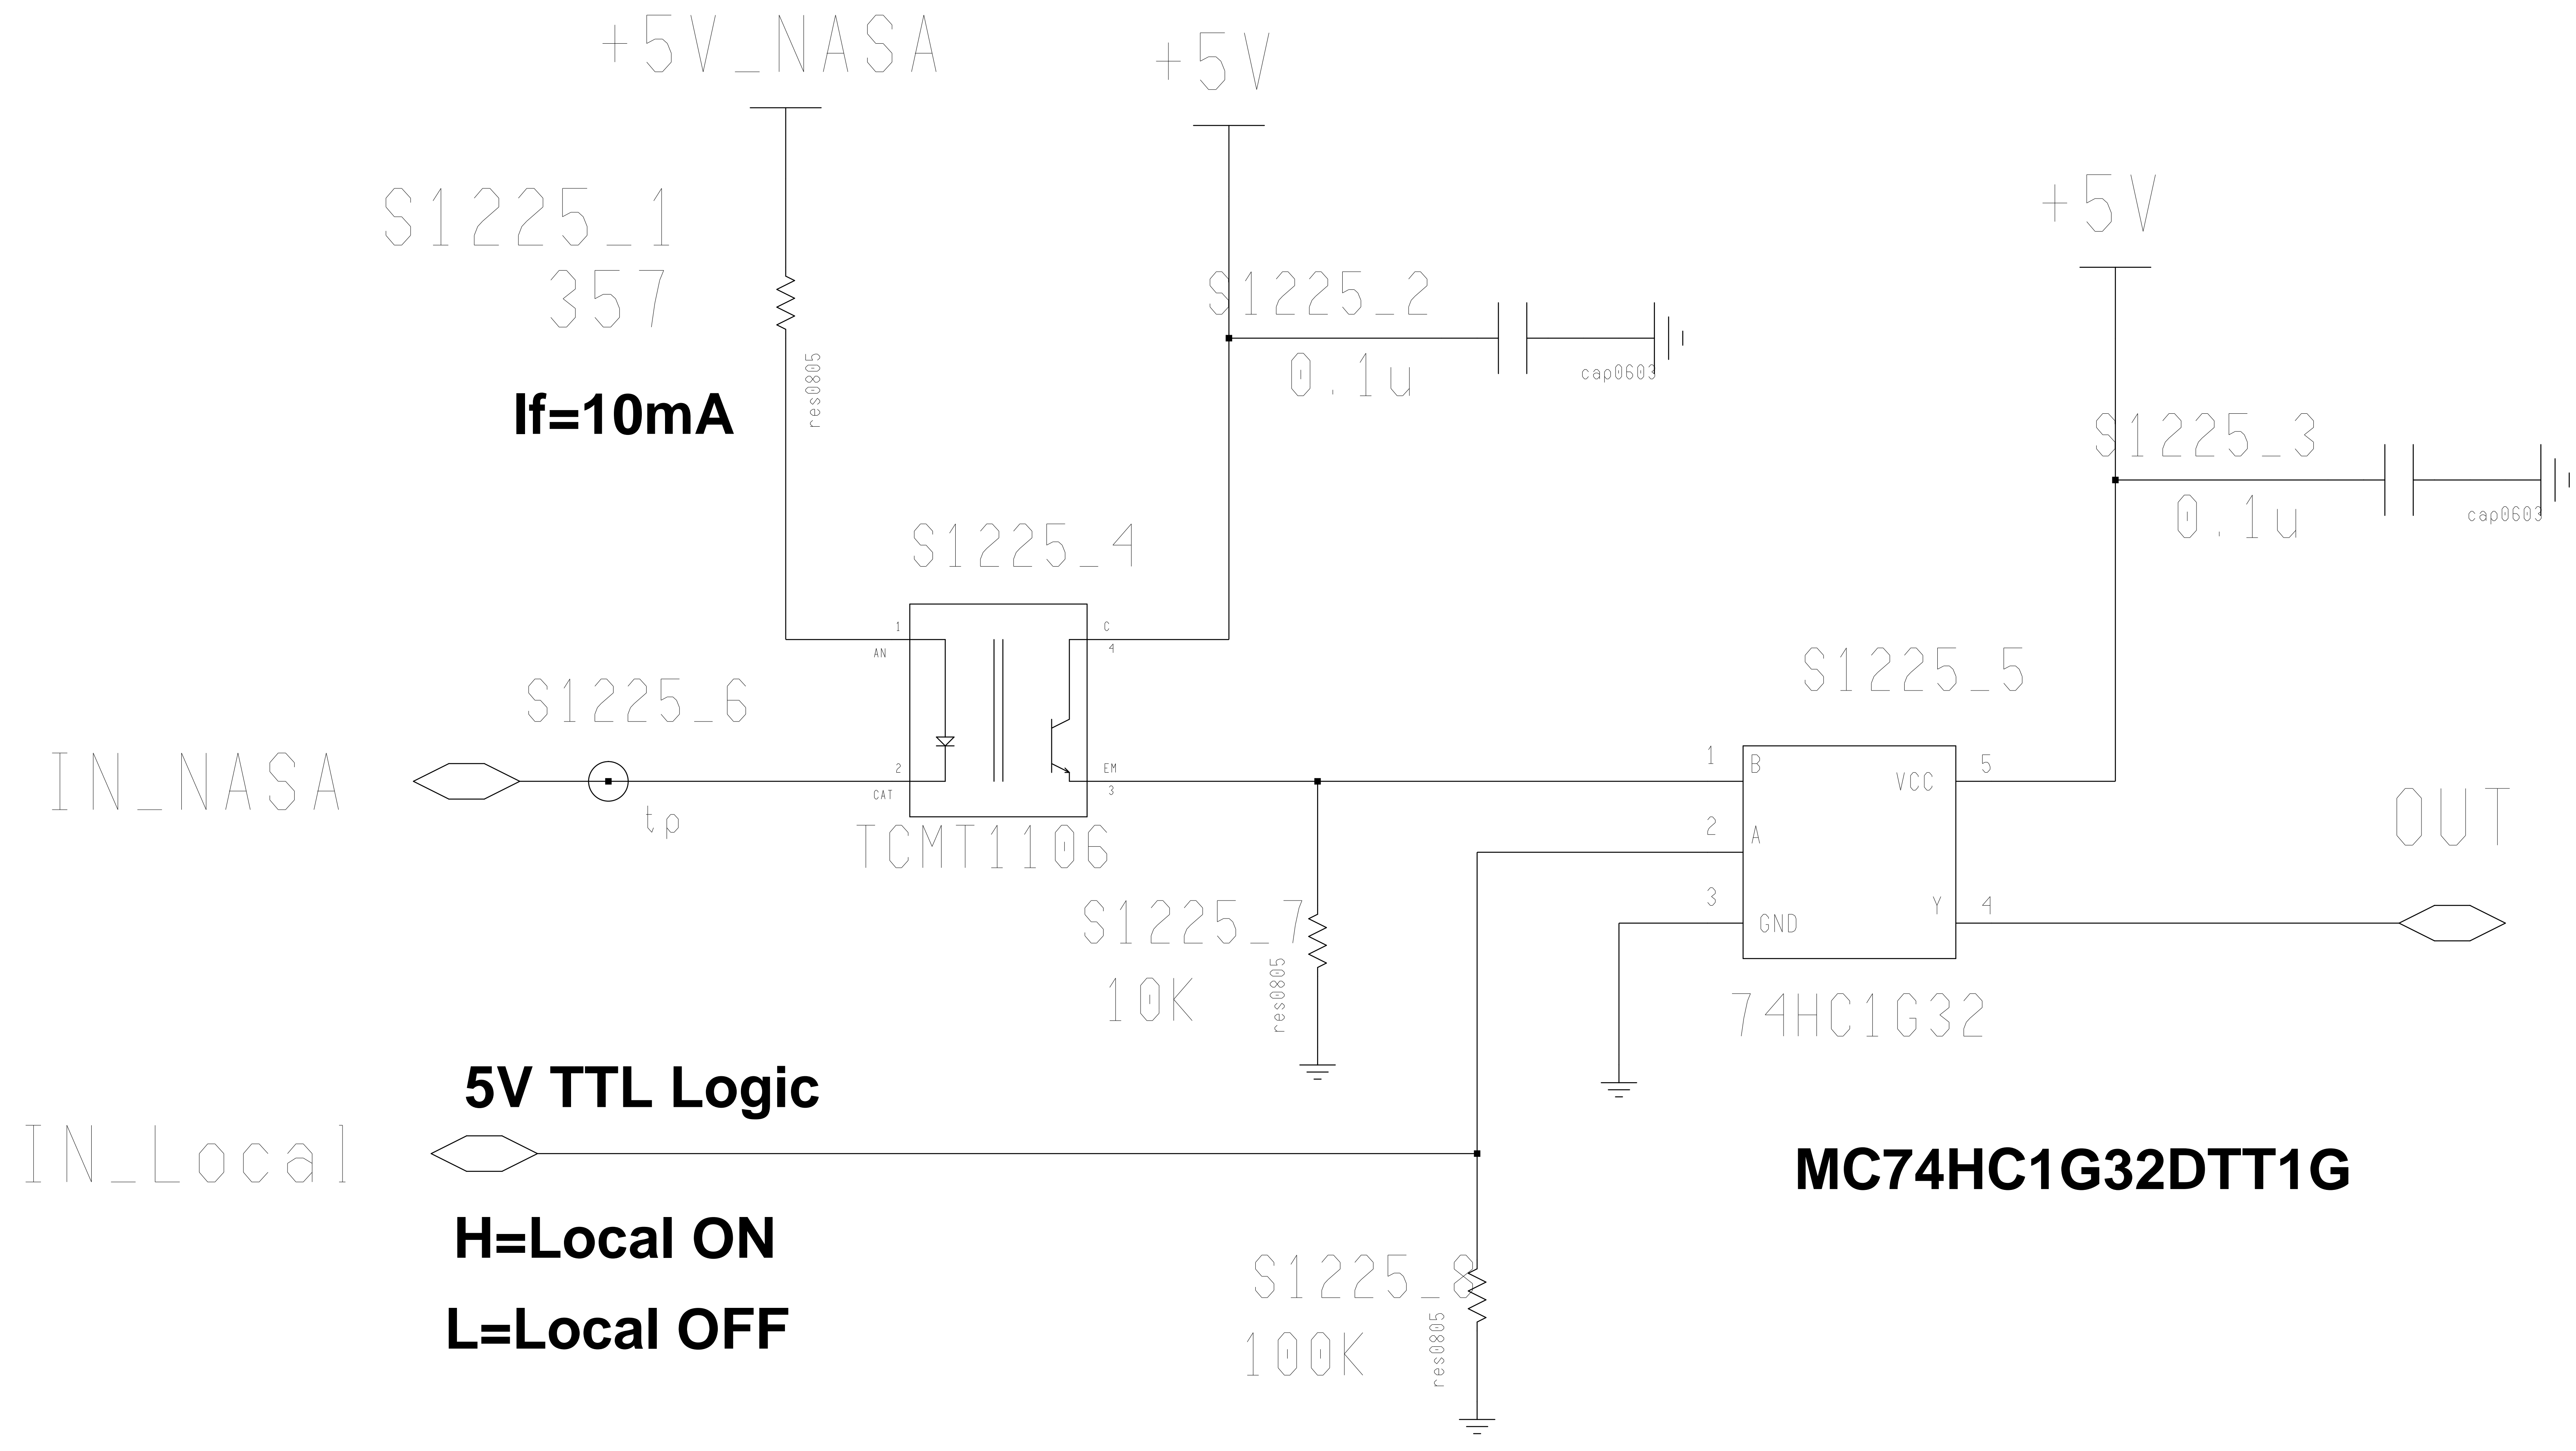 +5V_NASA
+5V
+5V
S1225_1
357
res0805
If=10mA
S1225_2
0.1u
cap0603
S1225_3
0.1u
cap0603
S1225_4
1
AN
C
4
2
CAT
EM
3
TCMT1106
S1225_6
IN_NASA
tp
S1225_5
1
B
VCC
5
2
A
3
GND
Y
4
74HC1G32
OUT
S1225_7
10K
res0805
5V TTL Logic
IN_Local
H=Local ON
L=Local OFF
MC74HC1G32DTT1G
S1225_8
100K
res0805